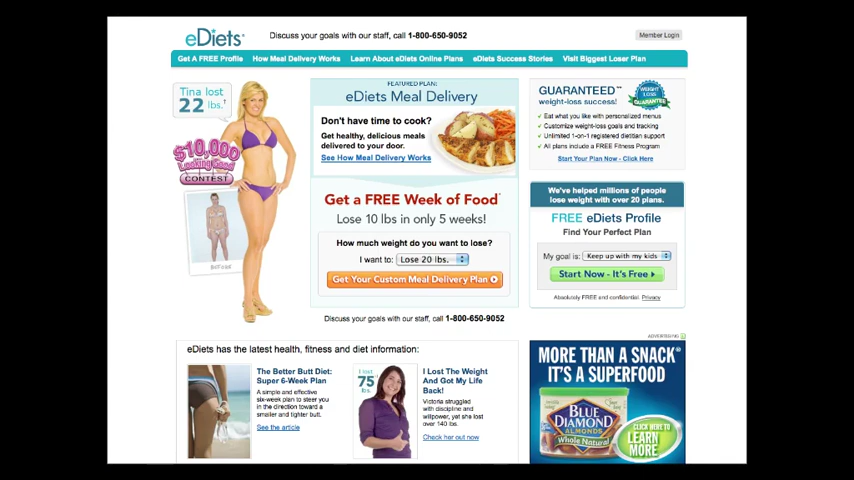 eDiets®
Discuss your goals with our staff, call 1-800-650-9052
Member Login
Get A FREE Profile
How Meal Delivery Works
Learn About eDiets Online Plans
eDiets Success Stories
Visit Biggest Loser Plan
Tina lost
22 lbs.†
$10,000
Looking Good
CONTEST
Before
FEATURED PLAN:
eDiets Meal Delivery
Don't have time to cook?
Get healthy, delicious meals
delivered to your door.
See How Meal Delivery Works
Get a FREE Week of Food*
Lose 10 lbs in only 5 weeks!
How much weight do you want to lose?
I want to: Lose 20 lbs.
Get Your Custom Meal Delivery Plan
Discuss your goals with our staff, call 1-800-650-9052
GUARANTEED™
weight-loss success!
WEIGHT
LOSS
GUARANTEE
Eat what you like with personalized menus
Customize weight-loss goals and tracking
Unlimited 1-on-1 registered dietitian support
All plans include a FREE Fitness Program
Start Your Plan Now - Click Here
We've helped millions of people
lose weight with over 20 plans.
FREE eDiets Profile
Find Your Perfect Plan
My goal is: Keep up with my kids
Start Now - It's Free
Absolutely FREE and confidential. Privacy
eDiets has the latest health, fitness and diet information:
The Better Butt Diet:
Super 6-Week Plan
A simple and effective
six-week plan to steer you
in the direction toward a
smaller and tighter butt.
See the article
I lost
75
lbs.
I Lost The Weight
And Got My Life
Back!
Victoria struggled
with discipline and
willpower, yet she lost
over 140 lbs.
Check her out now
ADVERTISING
MORE THAN A SNACK®
IT'S A SUPERFOOD
BLUE
DIAMOND
ALMONDS
Whole Natural
CLICK HERE TO
LEARN
MORE